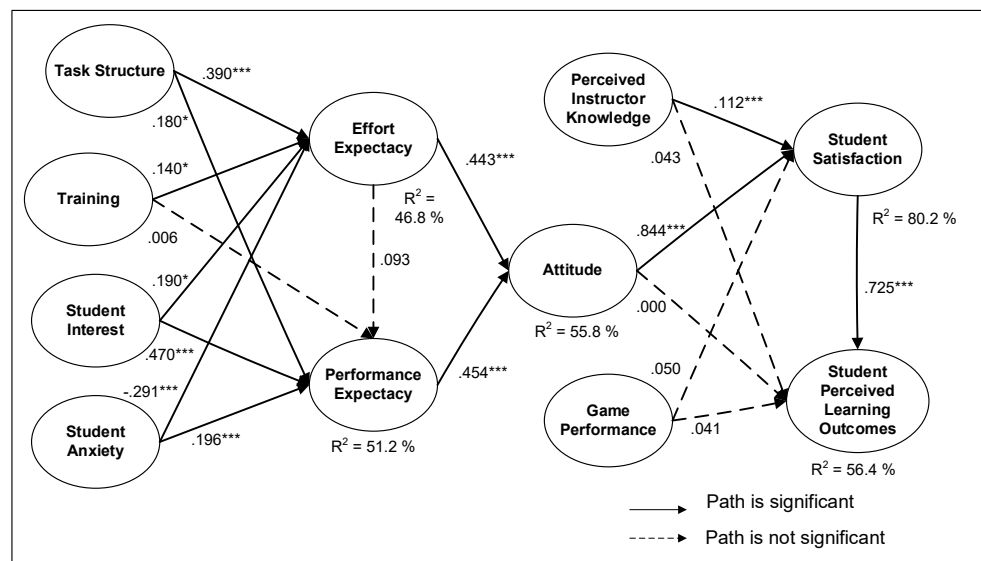 Task Structure
.390***
.180*
Training
.140*
.006
Student
Interest
.190*
.470***
-.291***
Student
Anxiety
.196***
Effort
Expectacy
R² =
46.8 %
.093
Performance
Expectacy
R² = 51.2 %
.443***
.454***
Attitude
R² = 55.8 %
Perceived
Instructor
Knowledge
.112***
.043
.844***
.000
.050
Game
Performance
.041
Student
Satisfaction
R² = 80.2 %
.725***
Student
Perceived
Learning
Outcomes
R² = 56.4 %
Path is significant
Path is not significant